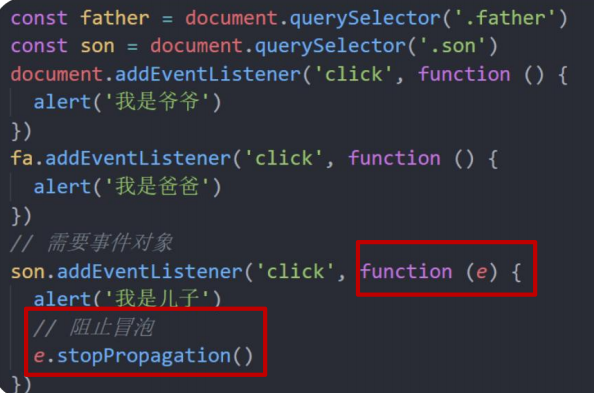 const father = document.querySelector('.father')
const son = document.querySelector('.son')
document.addEventListener('click', function () {
  alert('我是爷爷')
})
fa.addEventListener('click', function () {
  alert('我是爸爸')
})
// 需要事件对象
son.addEventListener('click', function (e) {
  alert('我是儿子')
  // 阻止冒泡
  e.stopPropagation()
})